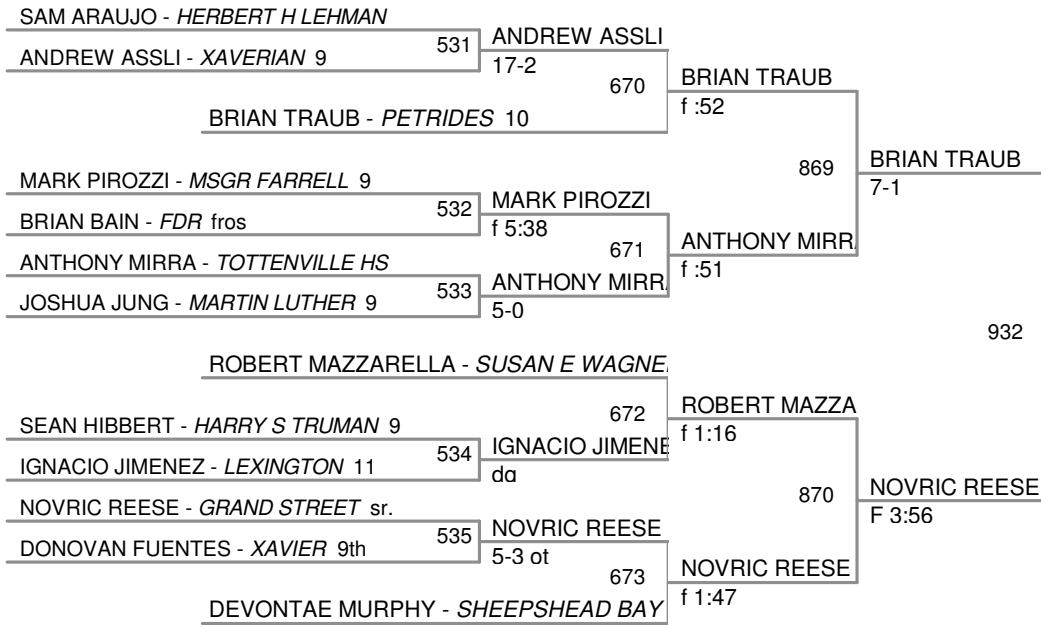 SAM ARAUJO - HERBERT H LEHMAN
531
ANDREW ASSLI
ANDREW ASSLI - XAVERIAN 9
17-2
670
BRIAN TRAUB
f :52
BRIAN TRAUB - PETRIDES 10
869
BRIAN TRAUB
7-1
MARK PIROZZI - MSGR FARRELL 9
532
MARK PIROZZI
BRIAN BAIN - FDR fros
f 5:38
671
ANTHONY MIRR
f :51
ANTHONY MIRRA - TOTTENVILLE HS
533
ANTHONY MIRR
JOSHUA JUNG - MARTIN LUTHER 9
5-0
932
ROBERT MAZZARELLA - SUSAN E WAGNE
672
ROBERT MAZZA
f 1:16
SEAN HIBBERT - HARRY S TRUMAN 9
534
IGNACIO JIMENE
IGNACIO JIMENEZ - LEXINGTON 11
dq
870
NOVRIC REESE
F 3:56
NOVRIC REESE - GRAND STREET sr.
535
NOVRIC REESE
DONOVAN FUENTES - XAVIER 9th
5-3 ot
673
NOVRIC REESE
f 1:47
DEVONTAE MURPHY - SHEEPSHEAD BAY